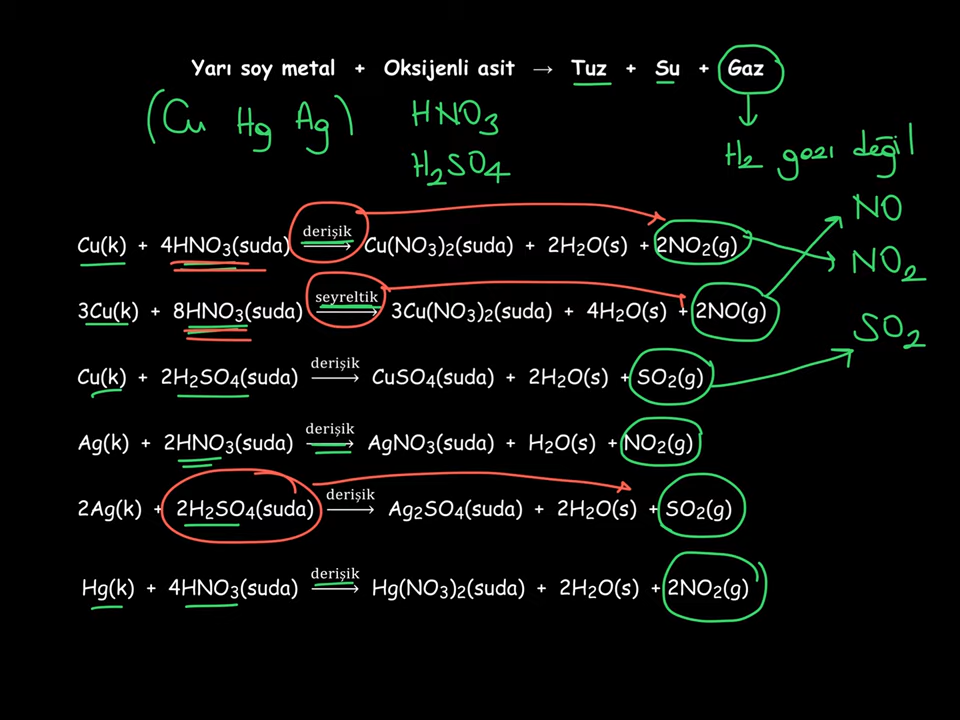 Yarı soy metal + Oksijenli asit → Tuz + Su + Gaz
(Cu Hg Ag) HNO3
H2SO4
H2 gazı değil
NO
NO2
SO2
Cu(k) + 4HNO3(suda) derişik → Cu(NO3)2(suda) + 2H2O(s) + 2NO2(g)
3Cu(k) + 8HNO3(suda) seyreltik → 3Cu(NO3)2(suda) + 4H2O(s) + 2NO(g)
Cu(k) + 2H2SO4(suda) derişik → CuSO4(suda) + 2H2O(s) + SO2(g)
Ag(k) + 2HNO3(suda) derişik → AgNO3(suda) + H2O(s) + NO2(g)
2Ag(k) + 2H2SO4(suda) derişik → Ag2SO4(suda) + 2H2O(s) + SO2(g)
Hg(k) + 4HNO3(suda) derişik → Hg(NO3)2(suda) + 2H2O(s) + 2NO2(g)